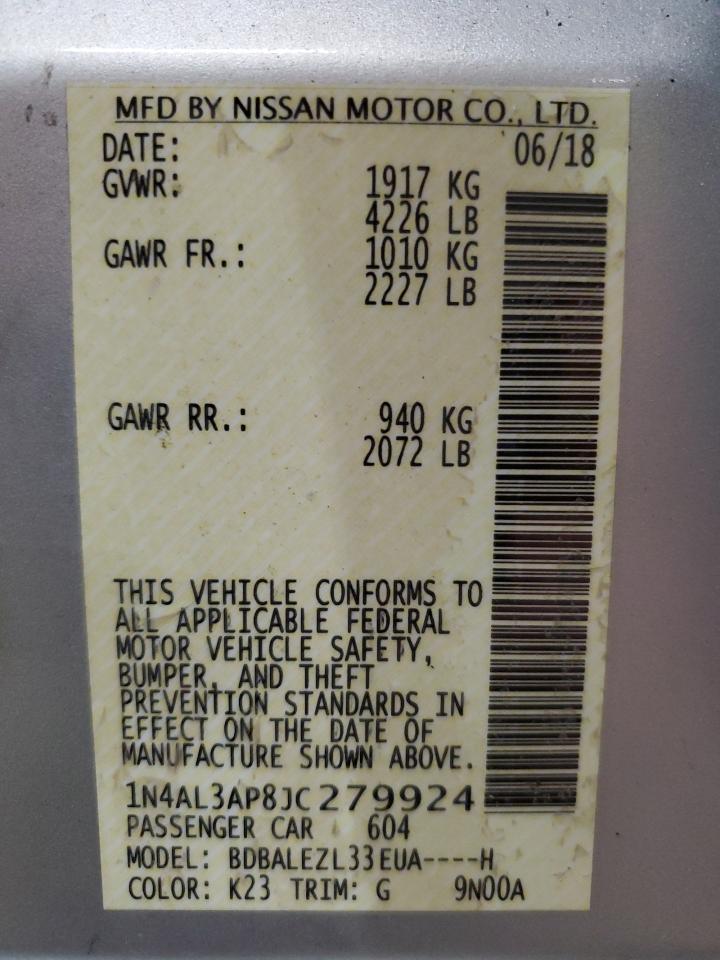 MFD BY NISSAN MOTOR CO., LTD.
DATE: 06/18
GVWR: 1917 KG
4226 LB
GAWR FR.: 1010 KG
2227 LB
GAWR RR.: 940 KG
2072 LB
THIS VEHICLE CONFORMS TO
ALL APPLICABLE FEDERAL
MOTOR VEHICLE SAFETY,
BUMPER, AND THEFT
PREVENTION STANDARDS IN
EFFECT ON THE DATE OF
MANUFACTURE SHOWN ABOVE.
1N4AL3AP8JC279924
PASSENGER CAR 604
MODEL: BDBALEZL33EUA----H
COLOR: K23 TRIM: G 9N00A